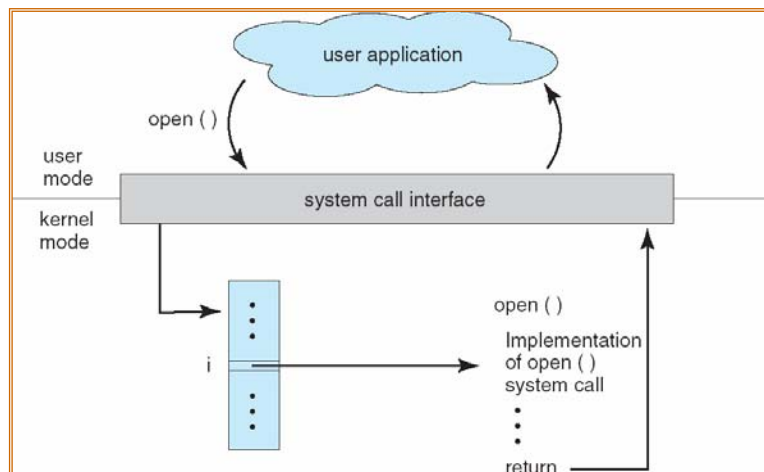 user application
open ( )
user
mode
system call interface
kernel
mode
open ( )
Implementation
of open ( )
system call
i
return